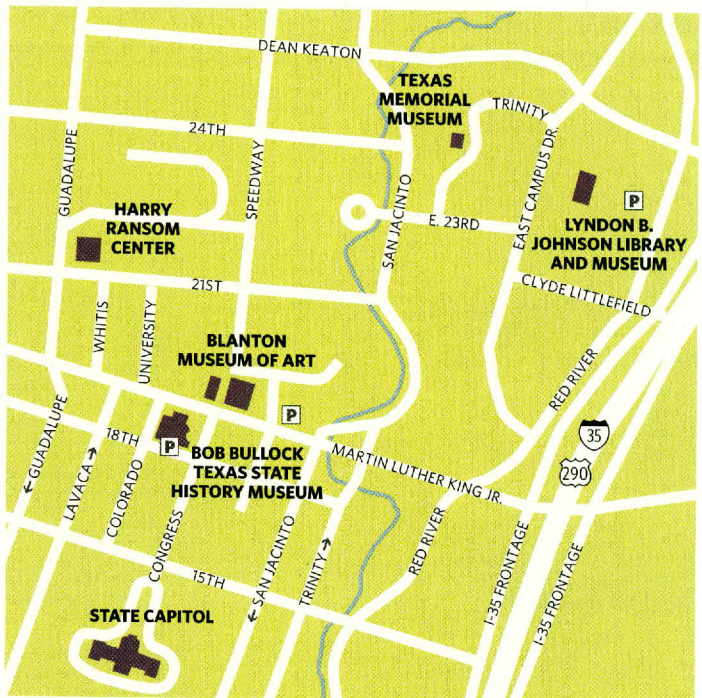 DEAN KEATON
TEXAS
MEMORIAL
MUSEUM
TRINITY
24TH
GUADALUPE
SPEEDWAY
SAN JACINTO
EAST CAMPUS DR.
P
HARRY
RANSOM
CENTER
E. 23RD
LYNDON B.
JOHNSON LIBRARY
AND MUSEUM
21ST
CLYDE LITTLEFIELD
WHITIS
UNIVERSITY
BLANTON
MUSEUM OF ART
RED RIVER
P
35
290
18TH
P
BOB BULLOCK
TEXAS STATE
HISTORY MUSEUM
MARTIN LUTHER KING JR.
←GUADALUPE
LAVACA→
COLORADO
CONGRESS
←SAN JACINTO
TRINITY→
RED RIVER
I-35 FRONTAGE
I-35 FRONTAGE
15TH
STATE CAPITOL